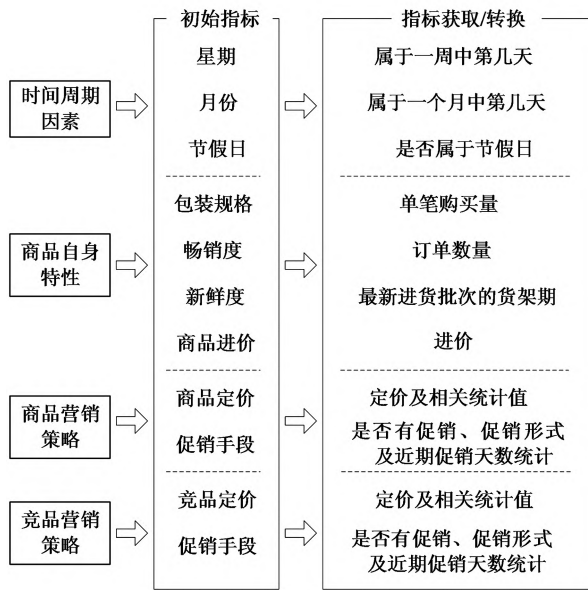 初始指标
指标获取/转换
时间周期
因素
星期
属于一周中第几天
月份
属于一个月中第几天
节假日
是否属于节假日
商品自身
特性
包装规格
单笔购买量
畅销度
订单数量
新鲜度
最新进货批次的货架期
商品进价
进价
商品营销
策略
商品定价
定价及相关统计值
促销手段
是否有促销、促销形式
及近期促销天数统计
竞品营销
策略
竞品定价
定价及相关统计值
促销手段
是否有促销、促销形式
及近期促销天数统计